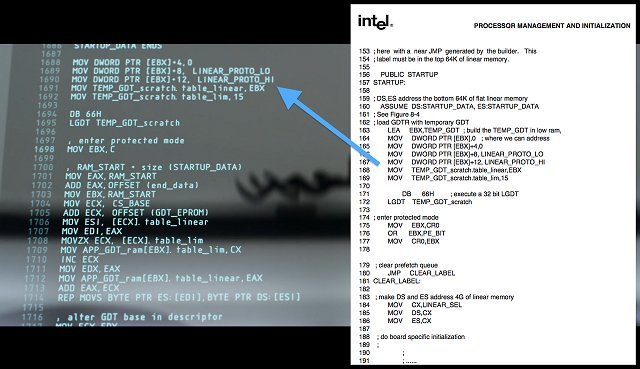 1686 STARTUP_DATA ENDS
1687
1688 MOV DWORD PTR [EBX]+4,0
1689 MOV DWORD PTR [EBX]+8, LINEAR_PROTO_LO
1690 MOV DWORD PTR [EBX]+12, LINEAR_PROTO_HI
1691 MOV TEMP_GDT_scratch. table_linear,EBX
1692 MOV TEMP_GDT_scratch. table_lim,15
1693
1694 DB 66H
1695 LGDT TEMP_GDT_scratch
1696
1697 , enter protected mode
1698 MOV EBX,C
1699
1700 , RAM_START + size (STARTUP_DATA)
1701 MOV EAX,RAM_START
1702 ADD EAX,OFFSET (end_data)
1703 MOV EBX,RAM_START
1704 MOV ECX, CS_BASE
1705 ADD ECX, OFFSET (GDT_EPROM)
1706 MOV ESI, [ECX]. table_linear
1707 MOV EDI,EAX
1708 MOVZX ECX, [ECX]. table_lim
1709 MOV APP_GDT_ram[EBX]. table_lim,CX
1710 INC ECX
1711 MOV EDX,EAX
1712 MOV APP_GDT_ram[EBX]. table_linear,EAX
1713 ADD EAX,ECX
1714 REP MOVS BYTE PTR ES:[EDI],BYTE PTR DS:[ESI]
1715
1716 , alter GDT base in descriptor
1717
intel®
PROCESSOR MANAGEMENT AND INITIALIZATION
153 ; here with a near JMP generated by the builder. This
154 ; label must be in the top 64K of linear memory.
155
156 PUBLIC STARTUP
157 STARTUP:
158
159 ; DS,ES address the bottom 64K of flat linear memory
160 ASSUME DS:STARTUP_DATA, ES:STARTUP_DATA
161 ; See Figure 8-4
162 ; load GDTR with temporary GDT
163 LEA EBX,TEMP_GDT ; build the TEMP_GDT in low ram,
164 MOV DWORD PTR [EBX],0 ; where we can address
165 MOV DWORD PTR [EBX]+4,0
166 MOV DWORD PTR [EBX]+8, LINEAR_PROTO_LO
167 MOV DWORD PTR [EBX]+12, LINEAR_PROTO_HI
168 MOV TEMP_GDT_scratch.table_linear,EBX
169 MOV TEMP_GDT_scratch.table_lim,15
170
171 DB 66H ; execute a 32 bit LGDT
172 LGDT TEMP_GDT_scratch
173
174 ; enter protected mode
175 MOV EBX,CR0
176 OR EBX,PE_BIT
177 MOV CR0,EBX
178
179 ; clear prefetch queue
180 JMP CLEAR_LABEL
181 CLEAR_LABEL:
182
183 ; make DS and ES address 4G of linear memory
184 MOV CX,LINEAR_SEL
185 MOV DS,CX
186 MOV ES,CX
187
188 ; do board specific initialization
189 ;
190 ;
191 ; ......